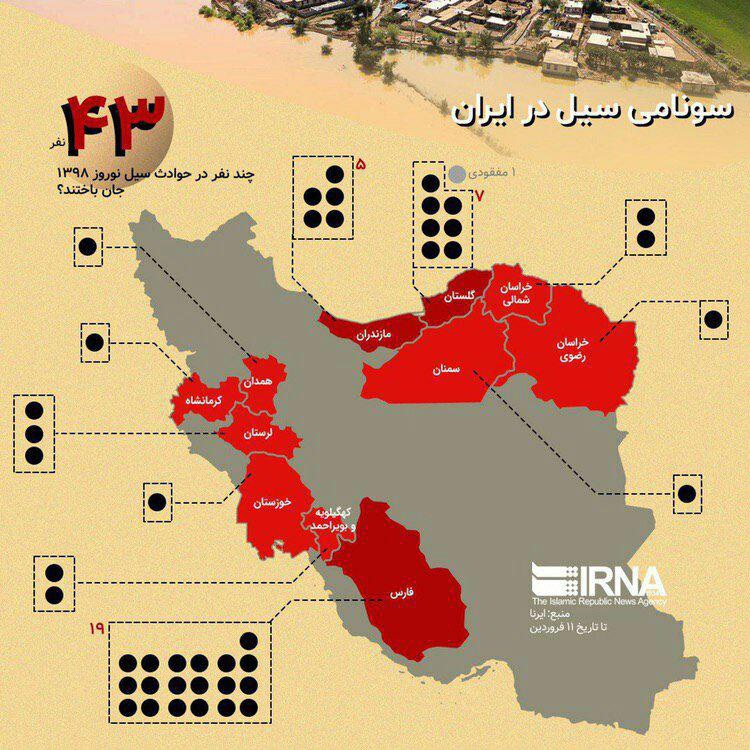 سونامی سیل در ایران
۴۳ نفر
چند نفر در حوادث سیل نوروز ۱۳۹۸
جان باختند؟
۵
۱ مفقودی
۷
خراسان
شمالی
گلستان
مازندران
خراسان
رضوی
سمنان
همدان
کرمانشاه
لرستان
خوزستان
کهگیلویه
و بویراحمد
فارس
۱۹
IRNA
The Islamic Republic News Agency
منبع: ایرنا
تا تاریخ ۱۱ فروردین